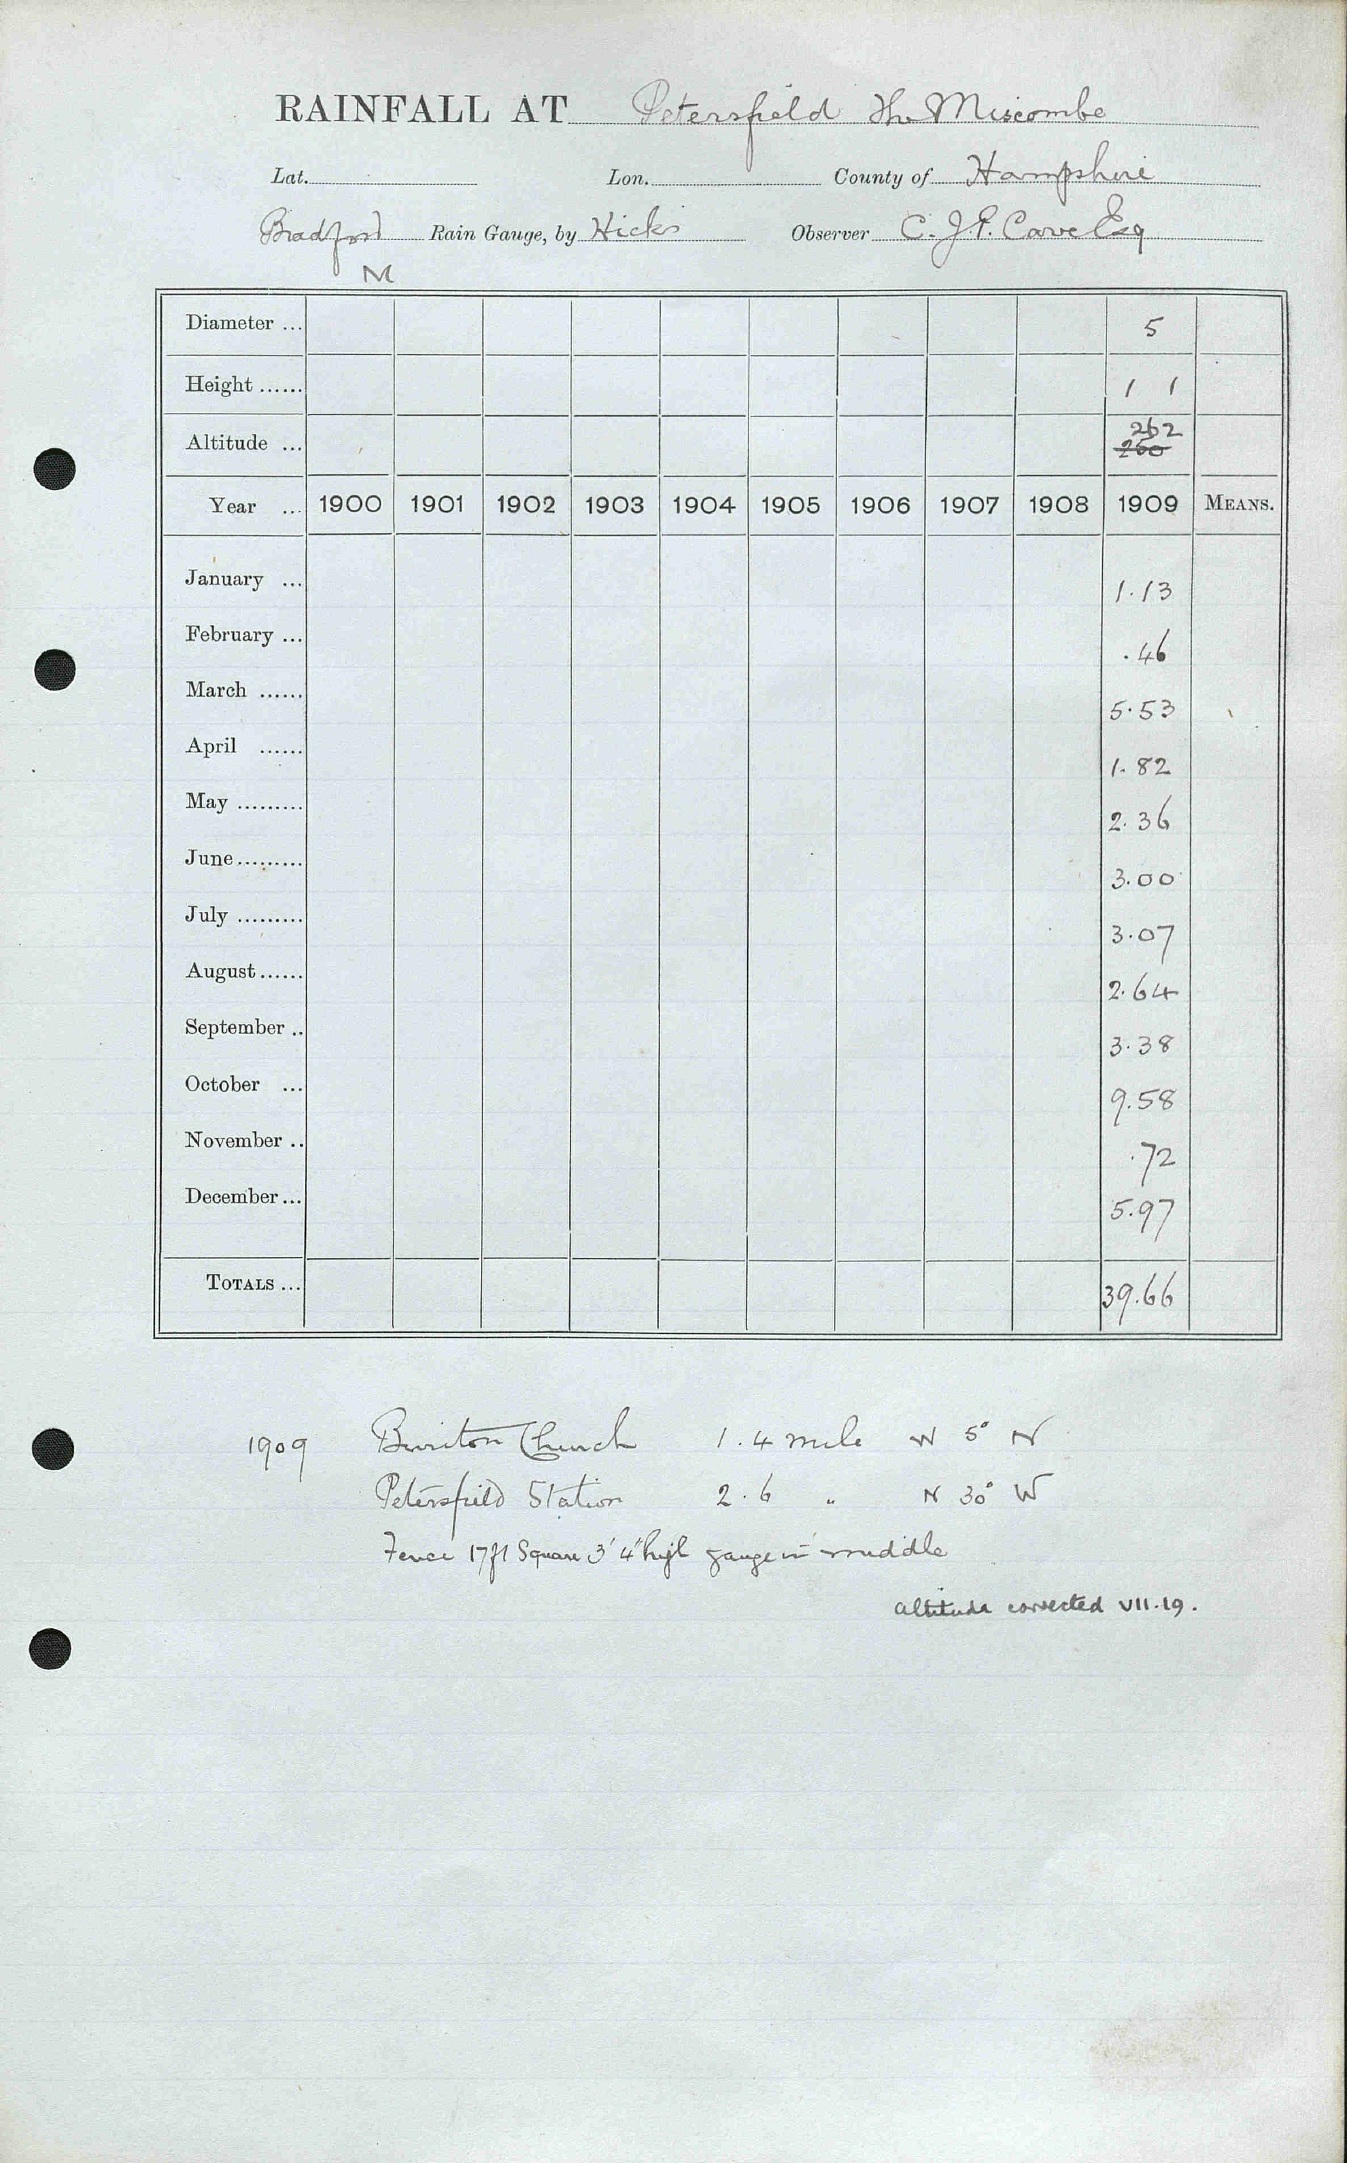 RAINFALL AT Petersfield The Miscombe
Lat. Lon. County of Hampshire
Bradford Rain Gauge, by Hicks Observer C. J. P. Cave Esq
M
Diameter ... 5
Height ...... 1 1
Altitude ... 262
260
Year ... 1900 1901 1902 1903 1904 1905 1906 1907 1908 1909 MEANS.
January ... 1.13
February ... .46
March ...... 5.53
April ...... 1.82
May ......... 2.36
June ......... 3.00
July ......... 3.07
August ...... 2.64
September .. 3.38
October ... 9.58
November .. .72
December ... 5.97
TOTALS ... 39.66
1909 Buriton Church 1.4 mile W 5° N
Petersfield Station 2.6 " N 30° W
Fence 17ft Square 3' 4" high gauge in middle
altitude corrected VII.19.